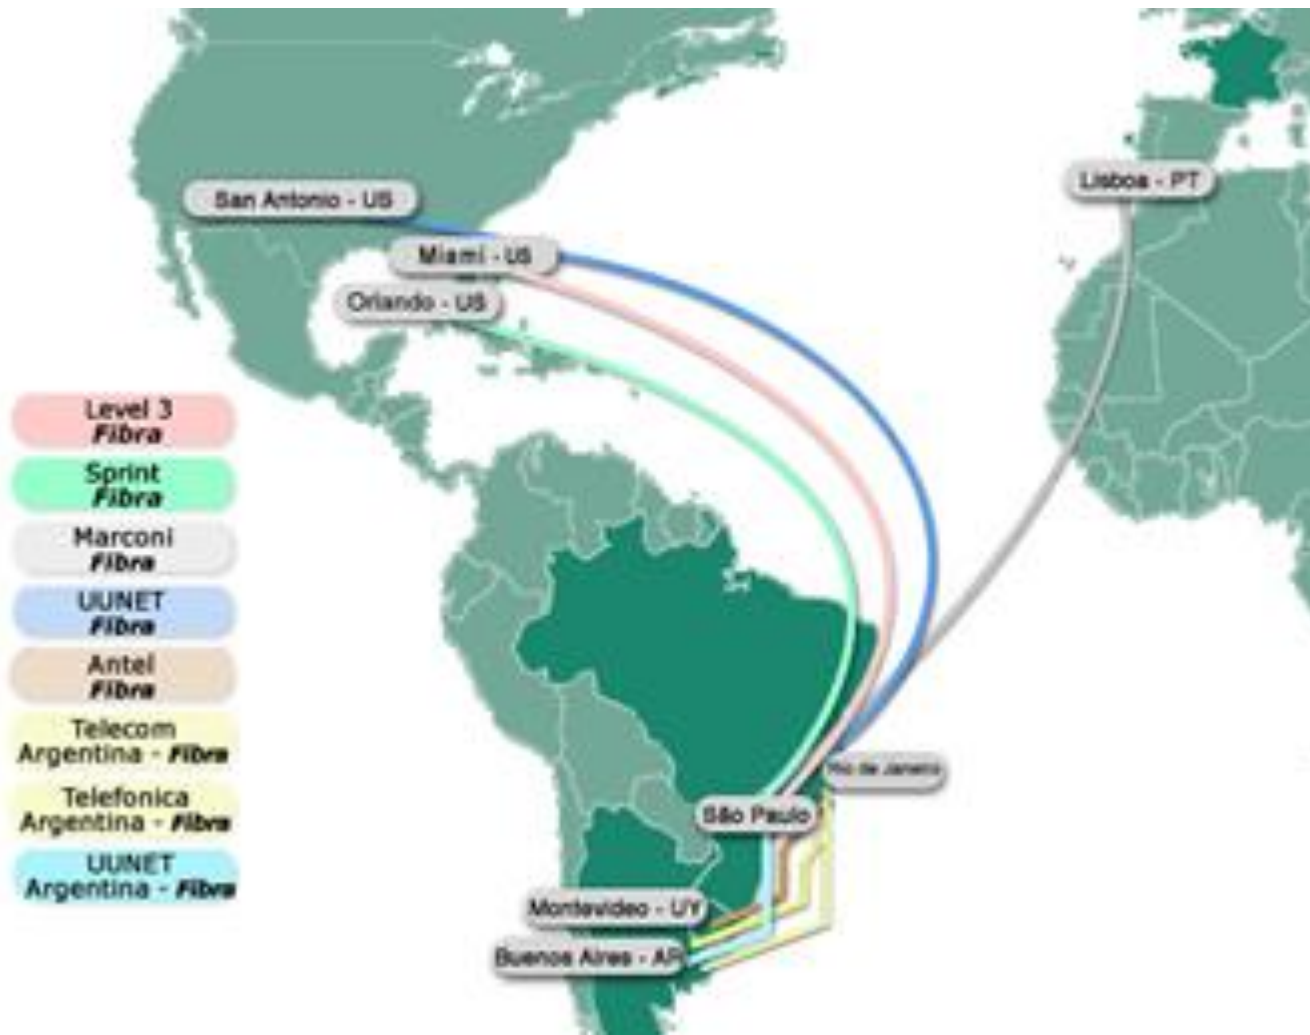 San Antonio - US
Miami - US
Orlando - US
Lisboa - PT
Level 3
Fibra
Sprint
Fibra
Marconi
Fibra
UUNET
Fibra
Antel
Fibra
Telecom
Argentina - Fibra
Telefonica
Argentina - Fibra
UUNET
Argentina - Fibra
Rio de Janeiro
São Paulo
Montevideo - UY
Buenos Aires - AR